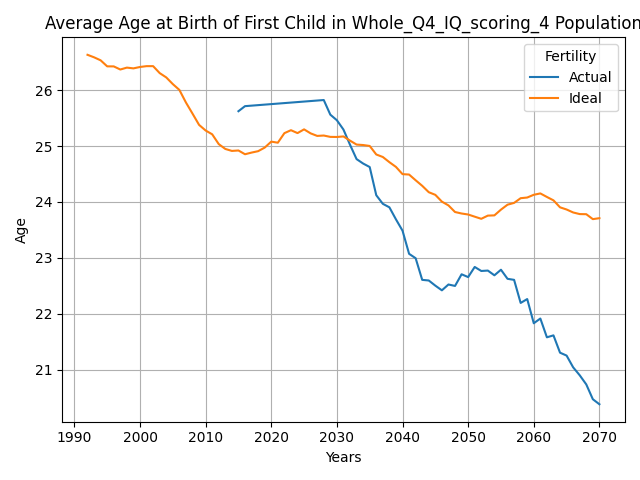 Average Age at Birth of First Child in Whole_Q4_IQ_scoring_4 Population
Fertility
Actual
Ideal
26
25
24
23
22
21
Age
1990 2000 2010 2020 2030 2040 2050 2060 2070
Years